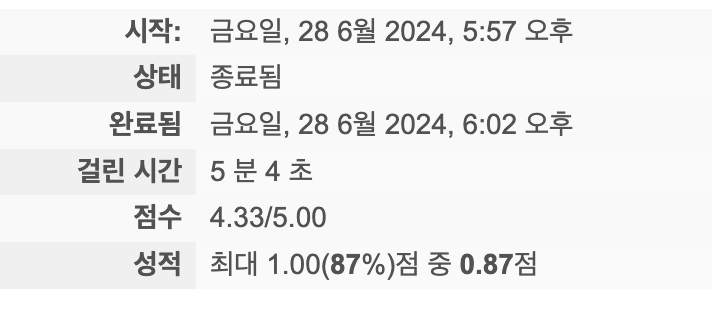 시작: 금요일, 28 6월 2024, 5:57 오후
상태 종료됨
완료됨 금요일, 28 6월 2024, 6:02 오후
걸린 시간 5 분 4 초
점수 4.33/5.00
성적 최대 1.00(87%)점 중 0.87점